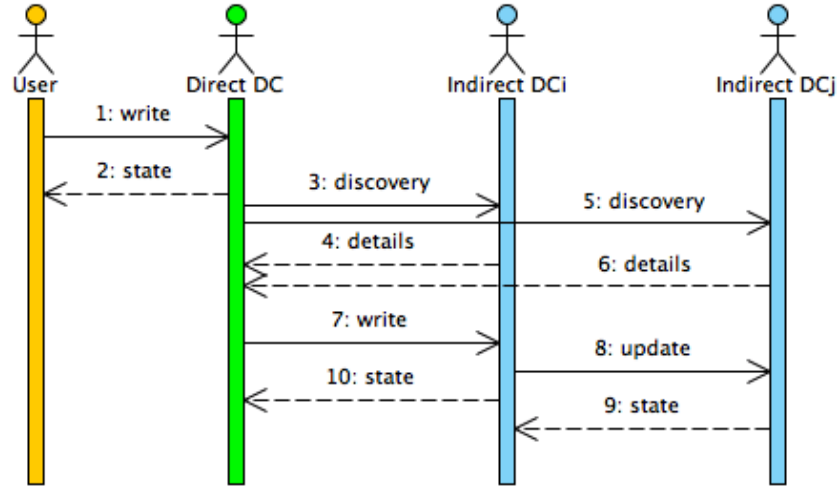 User
Direct DC
Indirect DCi
Indirect DCj
1: write
2: state
3: discovery
5: discovery
4: details
6: details
7: write
8: update
10: state
9: state